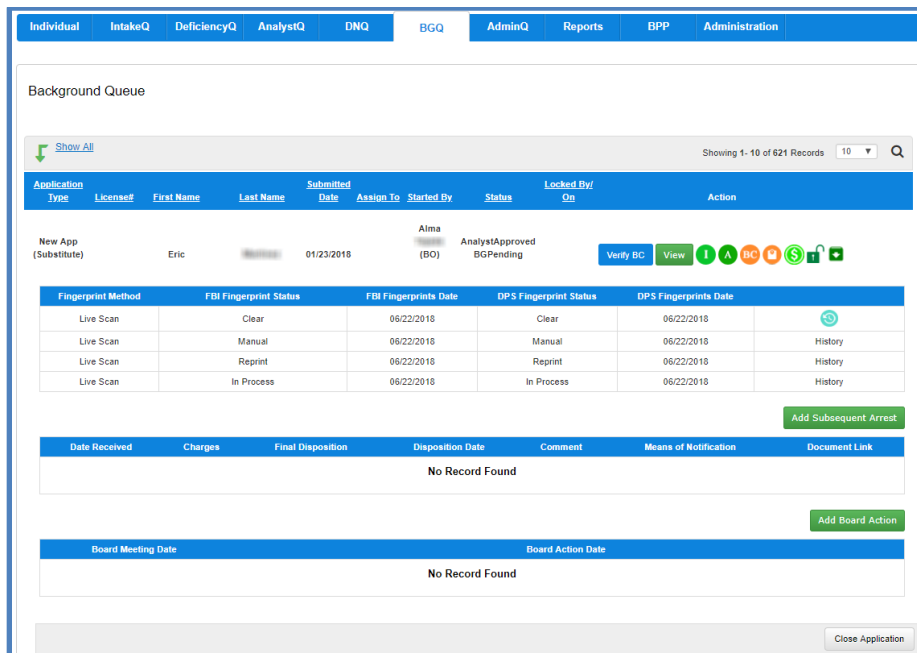 Individual IntakeQ DeficiencyQ AnalystQ DNQ BGQ AdminQ Reports BPP Administration
Background Queue
Show All Showing 1- 10 of 621 Records 10
Application Type License# First Name Last Name Submitted Date Assign To Started By Status Locked By/ On Action
New App (Substitute) Eric 01/23/2018 Alma (BO) AnalystApproved BGPending Verify BC View I A BC $
Fingerprint Method FBI Fingerprint Status FBI Fingerprints Date DPS Fingerprint Status DPS Fingerprints Date
Live Scan Clear 06/22/2018 Clear 06/22/2018
Live Scan Manual 06/22/2018 Manual 06/22/2018 History
Live Scan Reprint 06/22/2018 Reprint 06/22/2018 History
Live Scan In Process 06/22/2018 In Process 06/22/2018 History
Add Subsequent Arrest
Date Received Charges Final Disposition Disposition Date Comment Means of Notification Document Link
No Record Found
Add Board Action
Board Meeting Date Board Action Date
No Record Found
Close Application